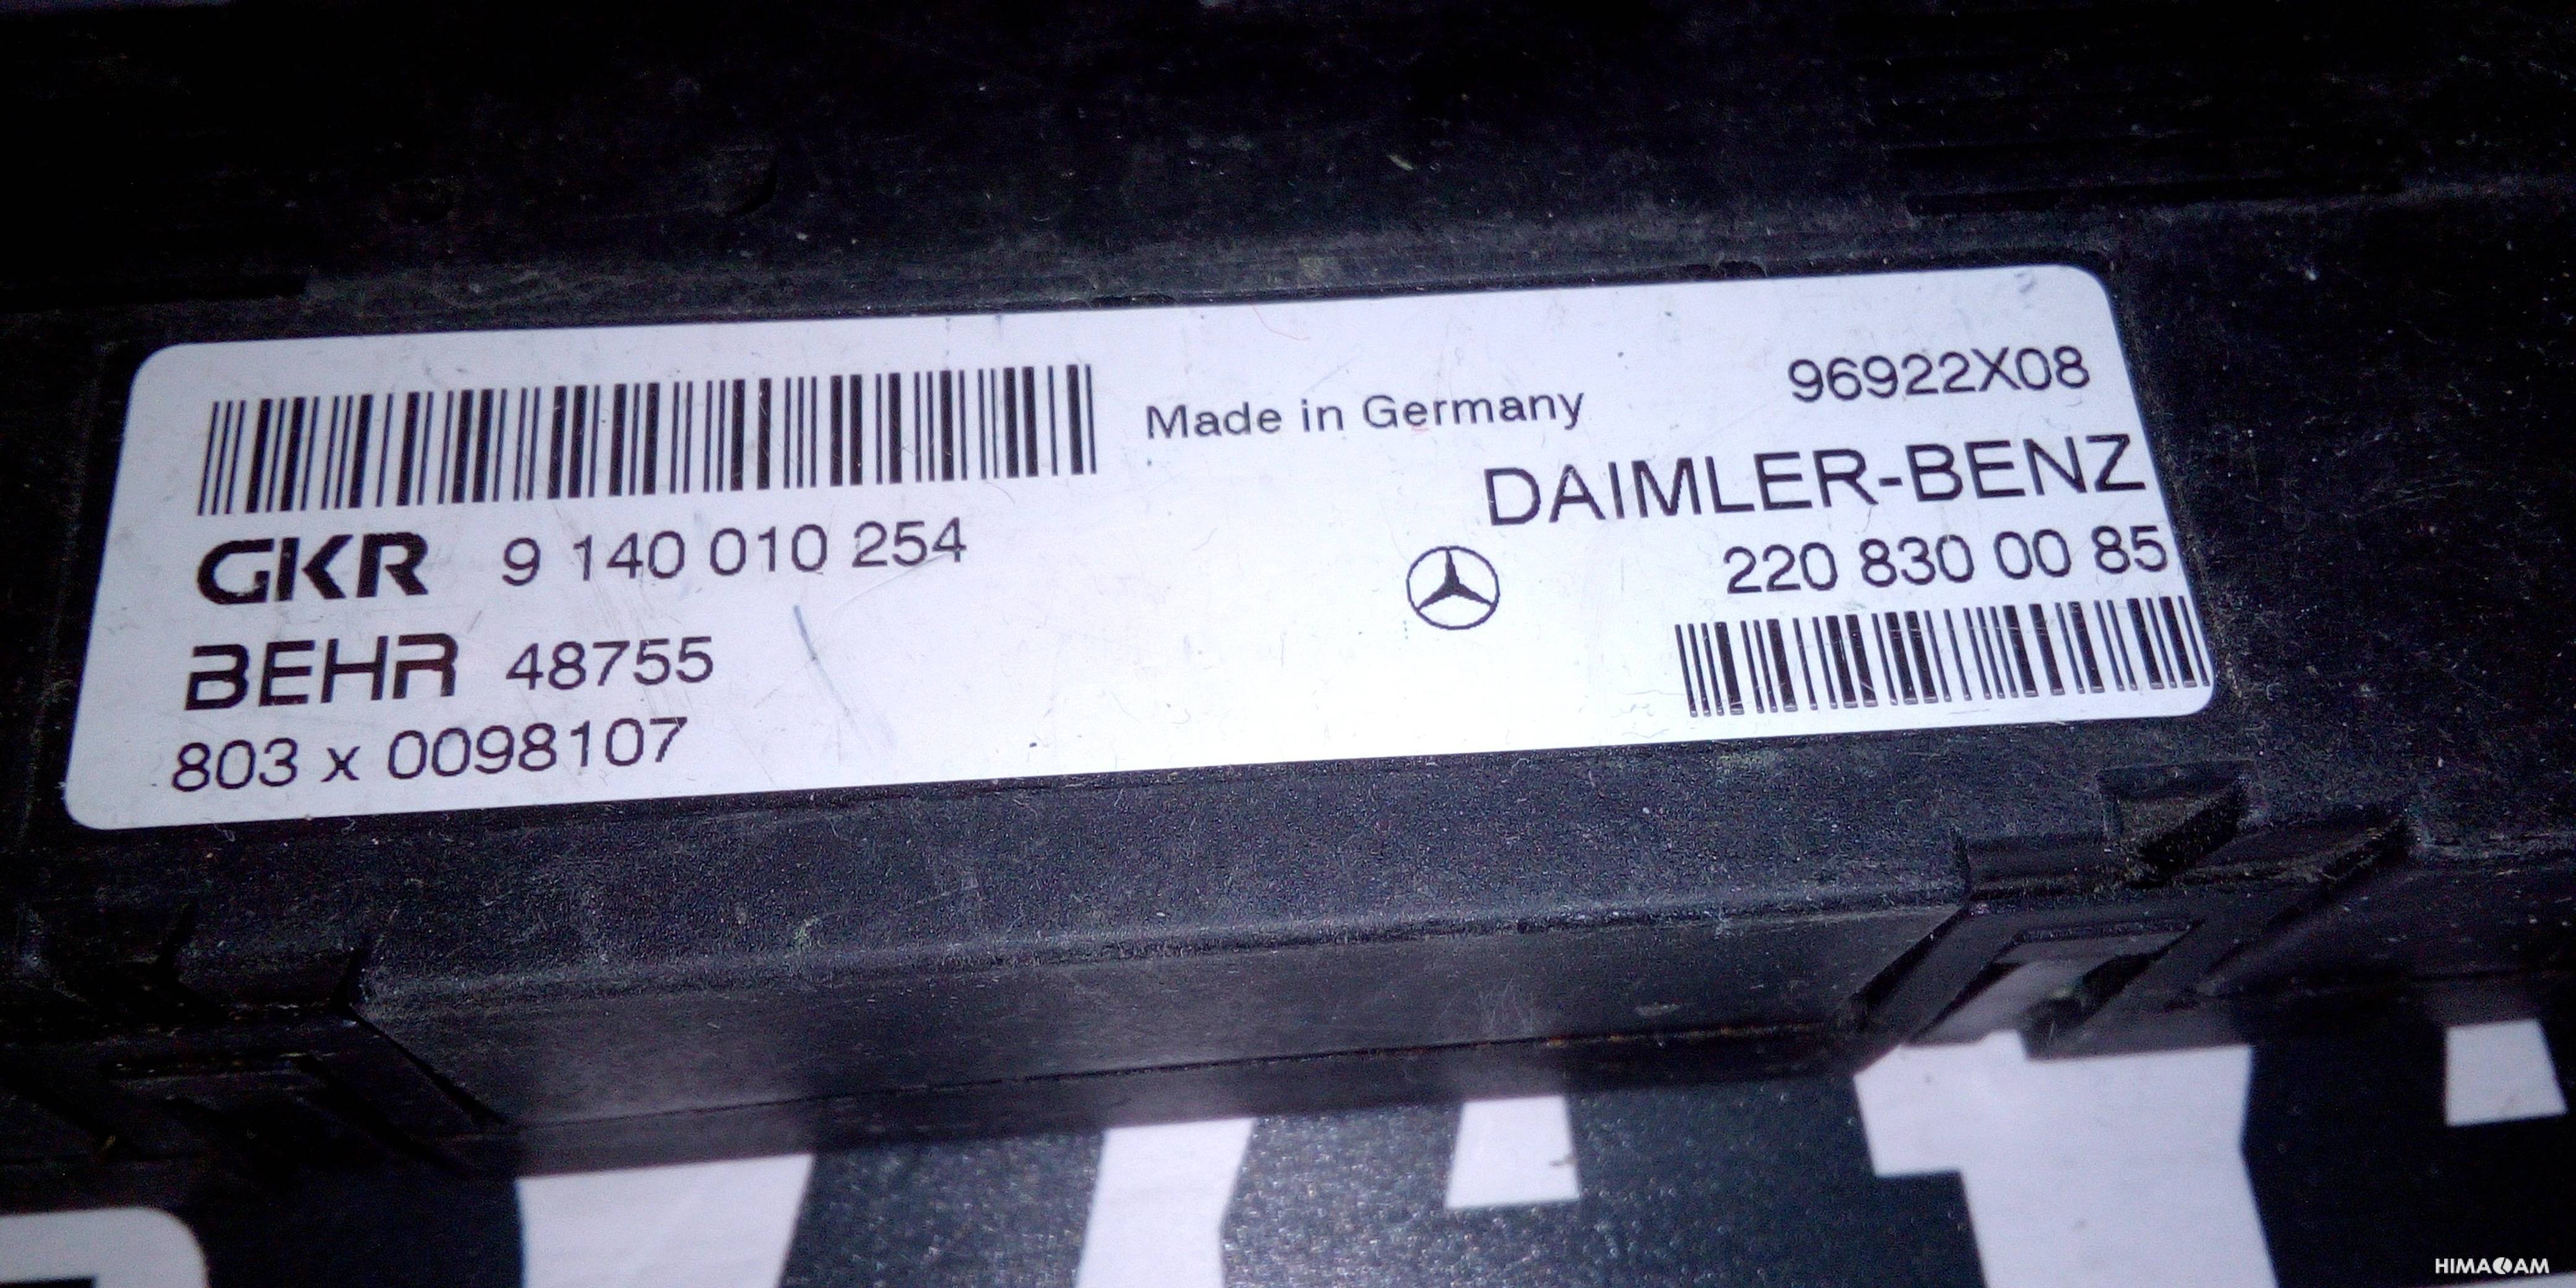 Made in Germany
96922X08
DAIMLER-BENZ
GKR 9 140 010 254
220 830 00 85
BEHR 48755
803 x 0098107
HIMACAM